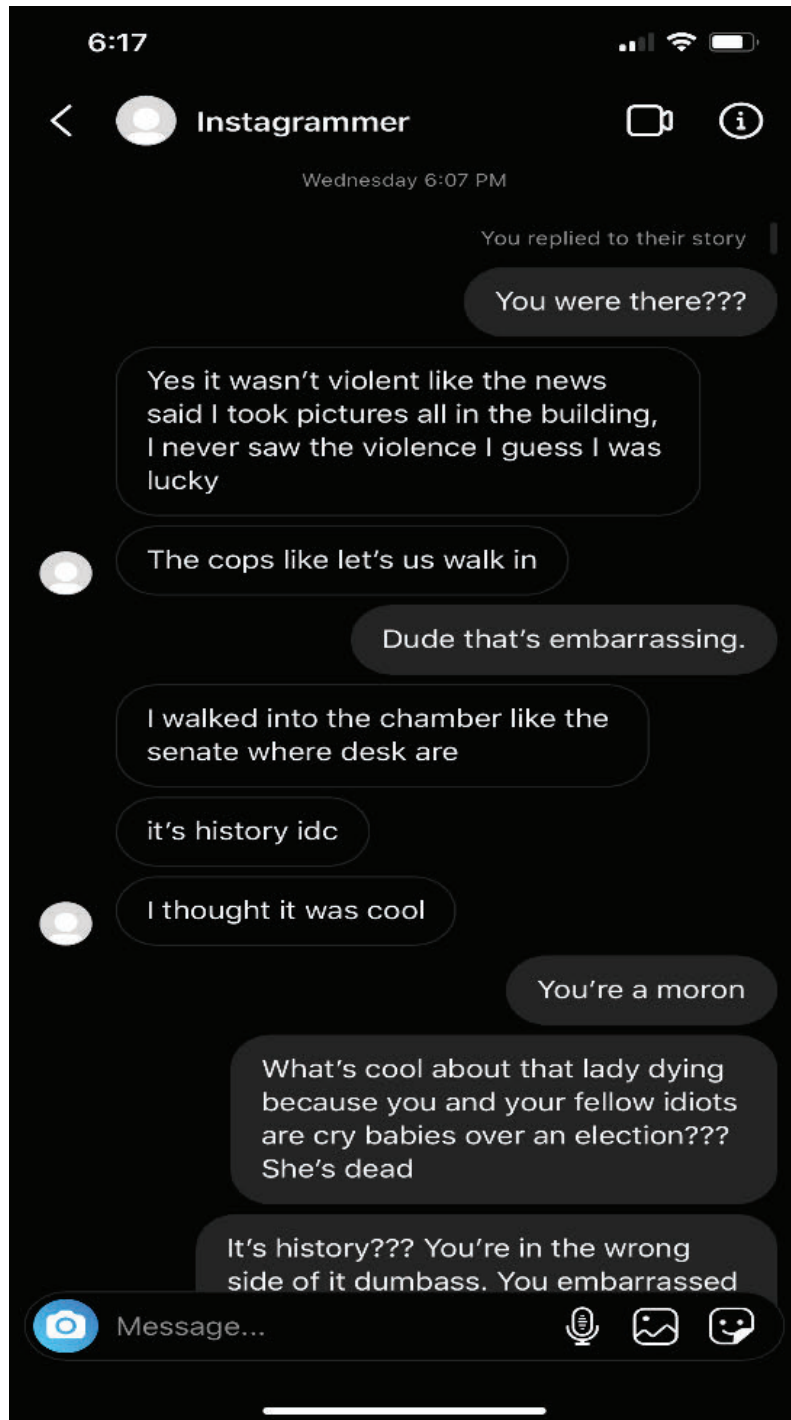 6:17
Instagrammer
Wednesday 6:07 PM
You replied to their story
You were there???
Yes it wasn’t violent like the news
said I took pictures all in the building,
I never saw the violence I guess I was
lucky
The cops like let’s us walk in
Dude that’s embarrassing.
I walked into the chamber like the
senate where desk are
it’s history idc
I thought it was cool
You’re a moron
What’s cool about that lady dying
because you and your fellow idiots
are cry babies over an election???
She’s dead
It’s history??? You’re in the wrong
side of it dumbass. You embarrassed
Message...